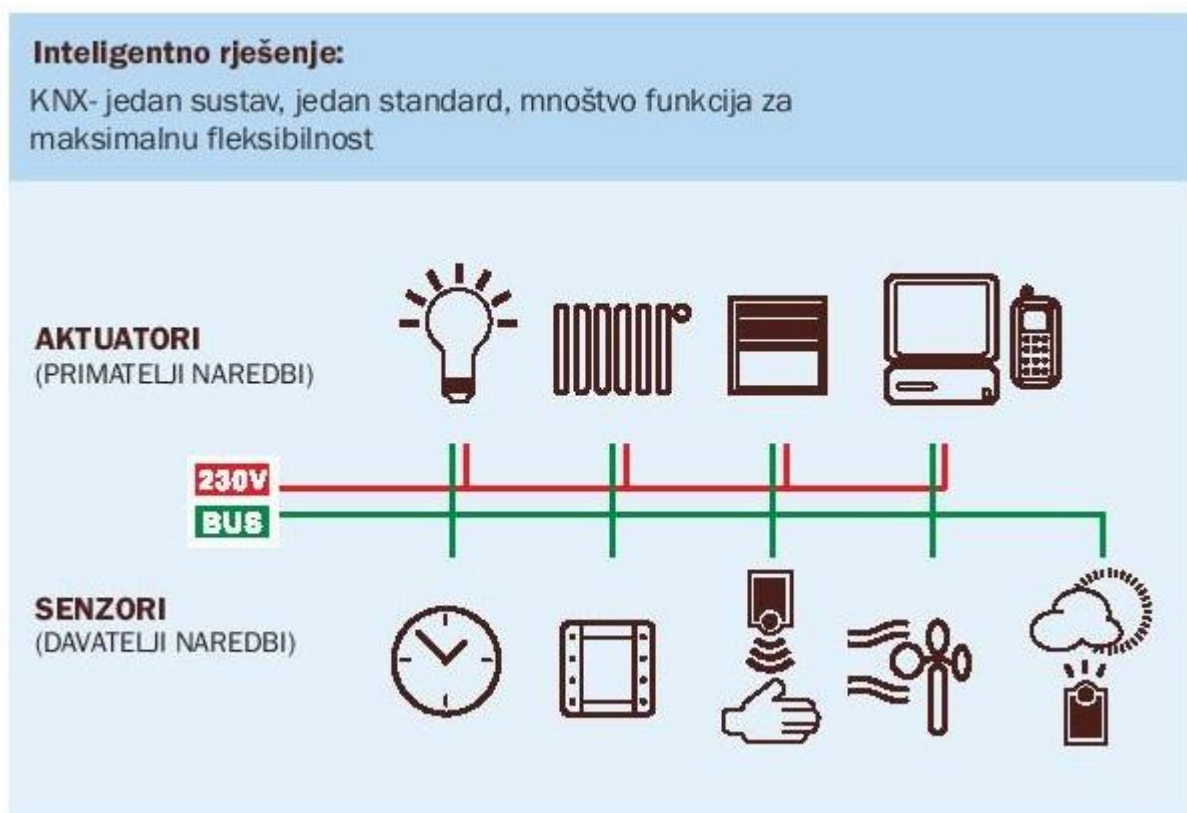 Inteligentno rješenje:
KNX- jedan sustav, jedan standard, mnoštvo funkcija za
maksimalnu fleksibilnost
AKTUATORI
(PRIMATELJI NAREDBI)
230V
BUS
SENZORI
(DAVATELJI NAREDBI)